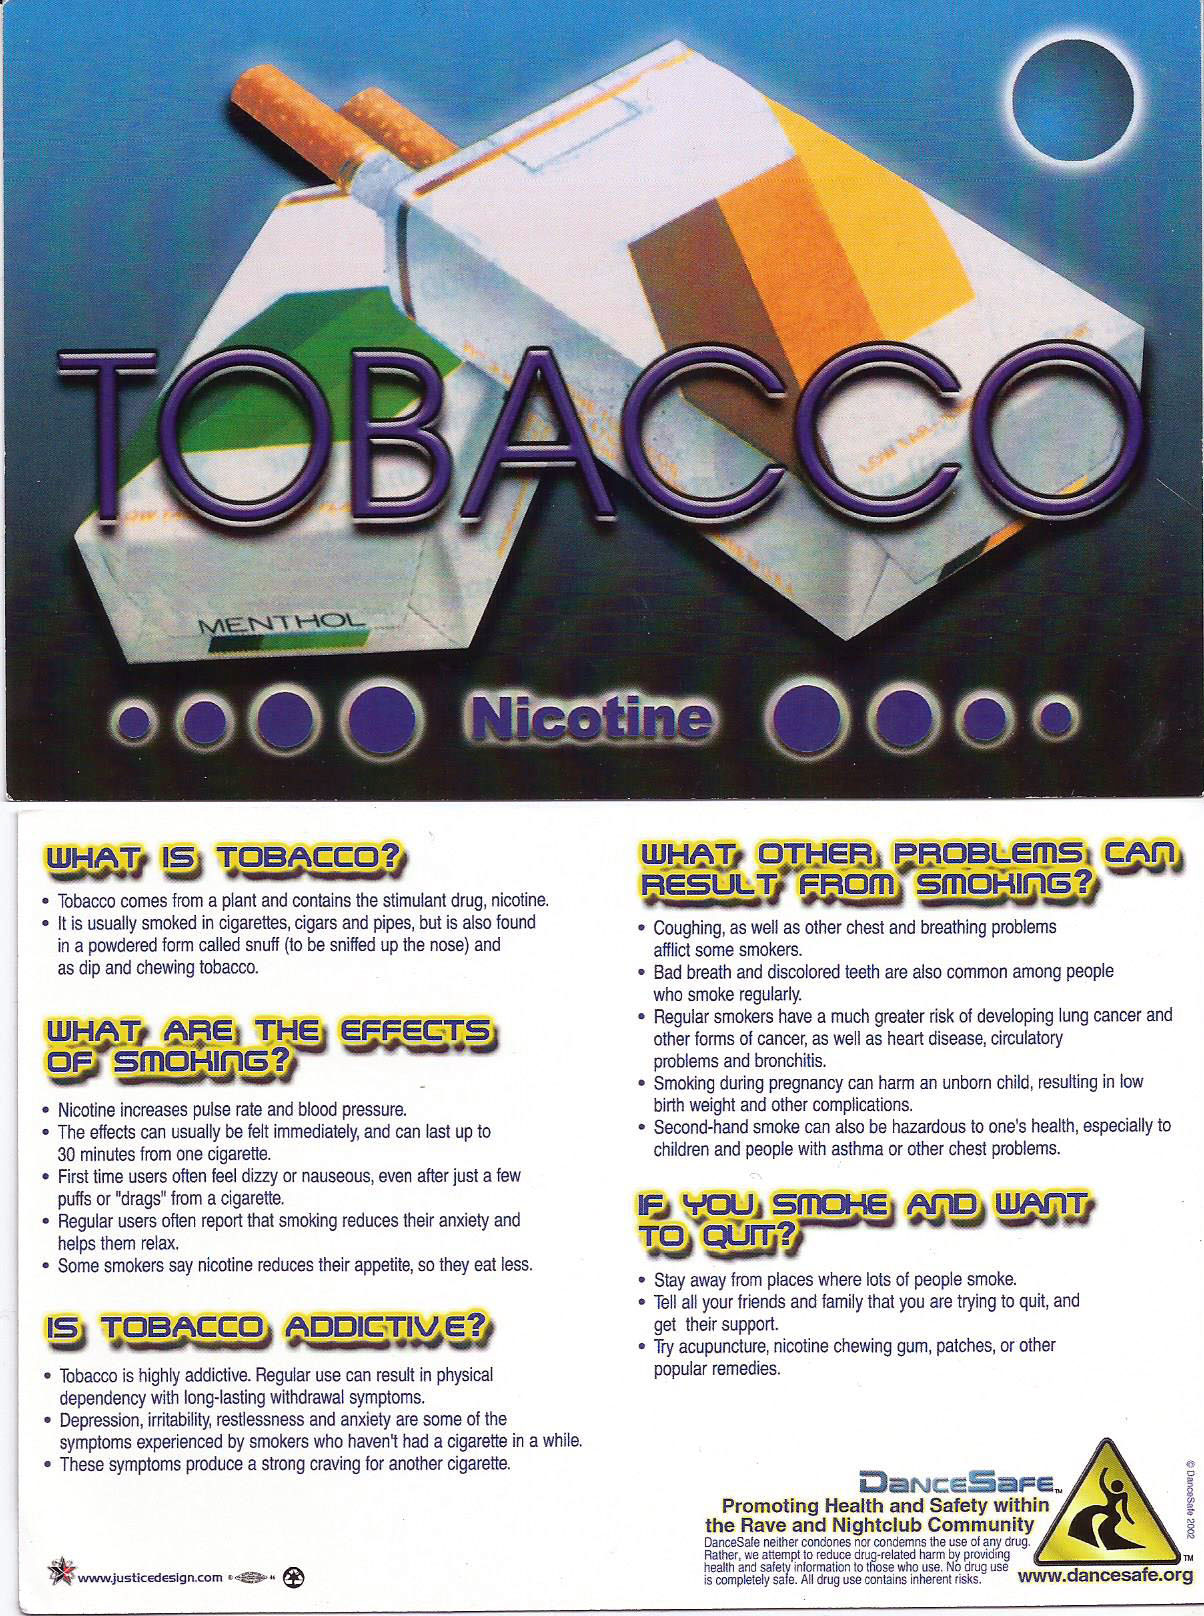 TOBACCO
MENTHOL
Nicotine
WHAT IS TOBACCO?
• Tobacco comes from a plant and contains the stimulant drug, nicotine.
• It is usually smoked in cigarettes, cigars and pipes, but is also found
in a powdered form called snuff (to be sniffed up the nose) and
as dip and chewing tobacco.
WHAT ARE THE EFFECTS
OF SMOKING?
• Nicotine increases pulse rate and blood pressure.
• The effects can usually be felt immediately, and can last up to
30 minutes from one cigarette.
• First time users often feel dizzy or nauseous, even after just a few
puffs or "drags" from a cigarette.
• Regular users often report that smoking reduces their anxiety and
helps them relax.
• Some smokers say nicotine reduces their appetite, so they eat less.
IS TOBACCO ADDICTIVE?
• Tobacco is highly addictive. Regular use can result in physical
dependency with long-lasting withdrawal symptoms.
• Depression, irritability, restlessness and anxiety are some of the
symptoms experienced by smokers who haven't had a cigarette in a while.
• These symptoms produce a strong craving for another cigarette.
www.justicedesign.com
WHAT OTHER PROBLEMS CAN
RESULT FROM SMOKING?
• Coughing, as well as other chest and breathing problems
afflict some smokers.
• Bad breath and discolored teeth are also common among people
who smoke regularly.
• Regular smokers have a much greater risk of developing lung cancer and
other forms of cancer, as well as heart disease, circulatory
problems and bronchitis.
• Smoking during pregnancy can harm an unborn child, resulting in low
birth weight and other complications.
• Second-hand smoke can also be hazardous to one's health, especially to
children and people with asthma or other chest problems.
IF YOU SMOKE AND WANT
TO QUIT?
• Stay away from places where lots of people smoke.
• Tell all your friends and family that you are trying to quit, and
get their support.
• Try acupuncture, nicotine chewing gum, patches, or other
popular remedies.
DANCESAFE™
Promoting Health and Safety within
the Rave and Nightclub Community
DanceSafe neither condones nor condemns the use of any drug.
Rather, we attempt to reduce drug-related harm by providing
health and safety information to those who use. No drug use
is completely safe. All drug use contains inherent risks.
TM
www.dancesafe.org
© DanceSafe 2002